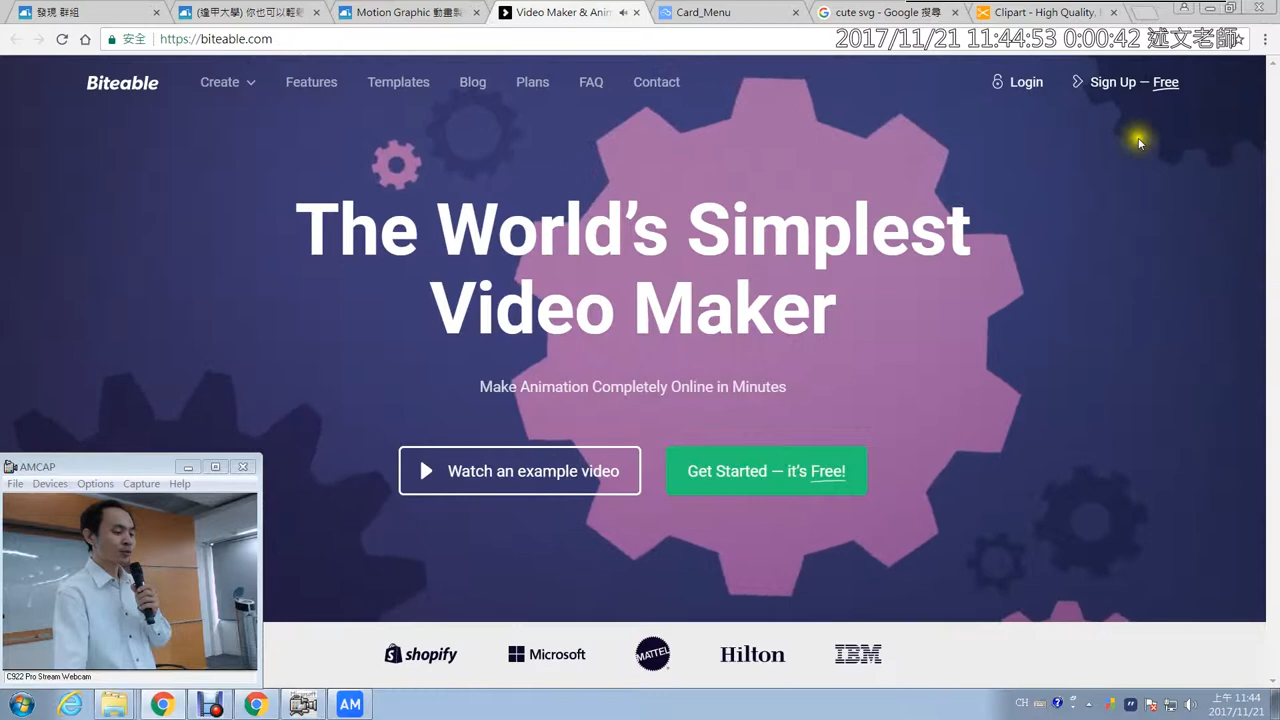 發現 群組
(逢甲大學) 你也可以輕鬆
Motion Graphic 動畫製
Video Maker & Anim
Card_Menu
cute svg - Google 搜尋
Clipart - High Quality,
安全 https://biteable.com
2017/11/21 11:44:53 0:00:42 述文老師
Biteable
Create
Features
Templates
Blog
Plans
FAQ
Contact
Login
Sign Up – Free
The World's Simplest
Video Maker
Make Animation Completely Online in Minutes
Watch an example video
Get Started – it's Free!
AMCAP
File Devices Options Capture Help
C922 Pro Stream Webcam
shopify
Microsoft
MATTEL
Hilton
IBM
AM
CH
上午 11:44
2017/11/21